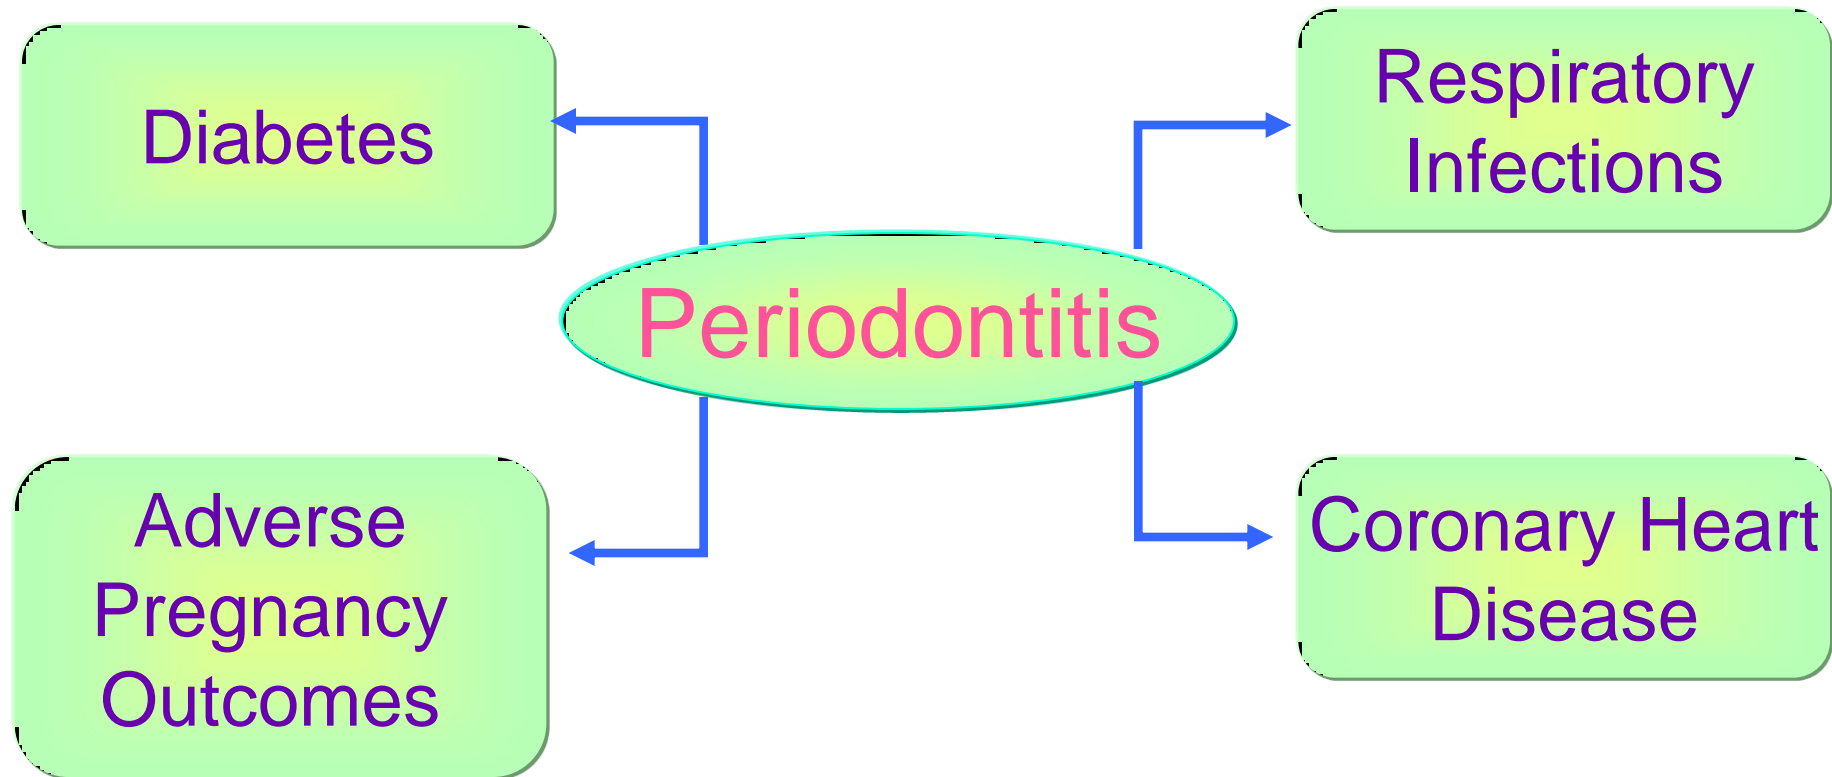 Diabetes
Respiratory
Infections
Periodontitis
Adverse
Pregnancy
Outcomes
Coronary Heart
Disease